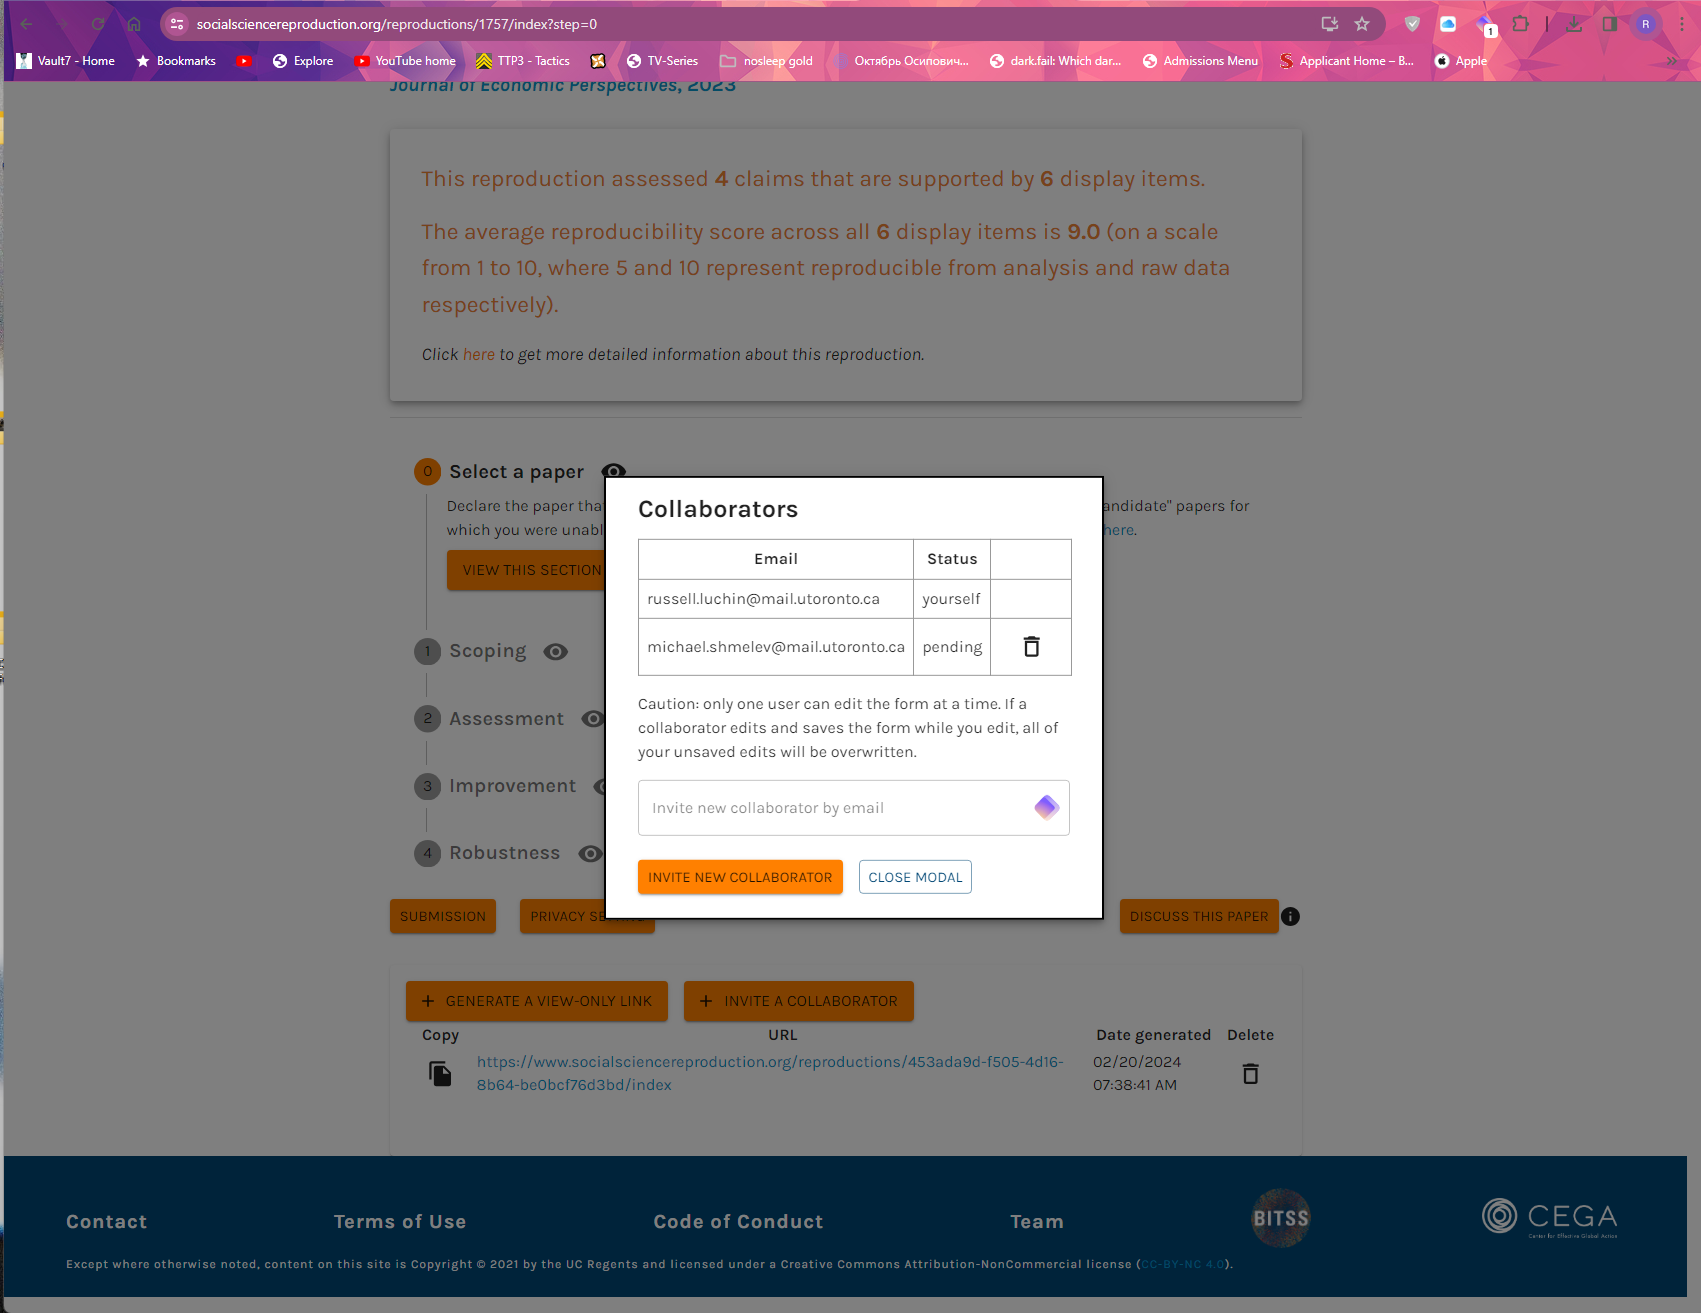 socialsciencereproduction.org/reproductions/1757/index?step=0
1
R
Vault7 - Home
Bookmarks
Explore
YouTube home
TTP3 - Tactics
TV-Series
nosleep gold
Октябрь Осипович...
dark.fail: Which dar...
Admissions Menu
Applicant Home – B...
Apple
Journal of Economic Perspectives, 2023
This reproduction assessed 4 claims that are supported by 6 display items.
The average reproducibility score across all 6 display items is 9.0 (on a scale
from 1 to 10, where 5 and 10 represent reproducible from analysis and raw data
respectively).
Click here to get more detailed information about this reproduction.
0 Select a paper
Declare the paper tha
andidate" papers for
which you were unabl
here.
VIEW THIS SECTION
1 Scoping
2 Assessment
3 Improvement
4 Robustness
Collaborators
Email Status
russell.luchin@mail.utoronto.ca yourself
michael.shmelev@mail.utoronto.ca pending
Caution: only one user can edit the form at a time. If a
collaborator edits and saves the form while you edit, all of
your unsaved edits will be overwritten.
Invite new collaborator by email
INVITE NEW COLLABORATOR
CLOSE MODAL
SUBMISSION
PRIVACY
DISCUSS THIS PAPER
+ GENERATE A VIEW-ONLY LINK
+ INVITE A COLLABORATOR
Copy URL Date generated Delete
https://www.socialsciencereproduction.org/reproductions/453ada9d-f505-4d16-
8b64-be0bcf76d3bd/index
02/20/2024
07:38:41 AM
Contact
Terms of Use
Code of Conduct
Team
BITSS
CEGA
Center for Effective Global Action
Except where otherwise noted, content on this site is Copyright © 2021 by the UC Regents and licensed under a Creative Commons Attribution-NonCommercial license (CC-BY-NC 4.0).